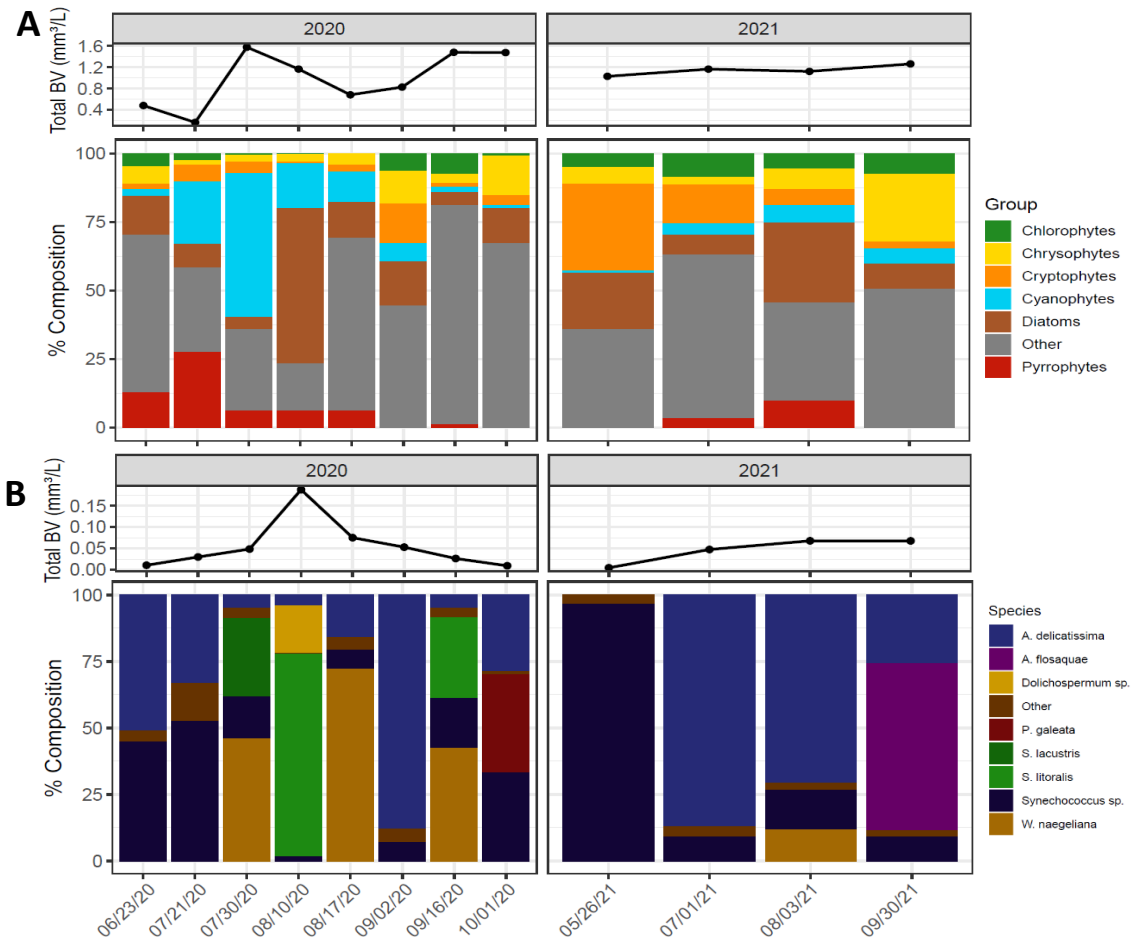 A
2020
2021
Total BV (mm³/L)
1.6
1.2
0.8
0.4
% Composition
100
75
50
25
0
Group
Chlorophytes
Chrysophytes
Cryptophytes
Cyanophytes
Diatoms
Other
Pyrrophytes
B
2020
2021
Total BV (mm³/L)
0.15
0.10
0.05
0.00
% Composition
100
75
50
25
0
Species
A. delicatissima
A. flosaquae
Dolichospermum sp.
Other
P. galeata
S. lacustris
S. litoralis
Synechococcus sp.
W. naegeliana
06/23/20
07/21/20
07/30/20
08/10/20
08/17/20
09/02/20
09/16/20
10/01/20
05/26/21
07/01/21
08/03/21
09/30/21